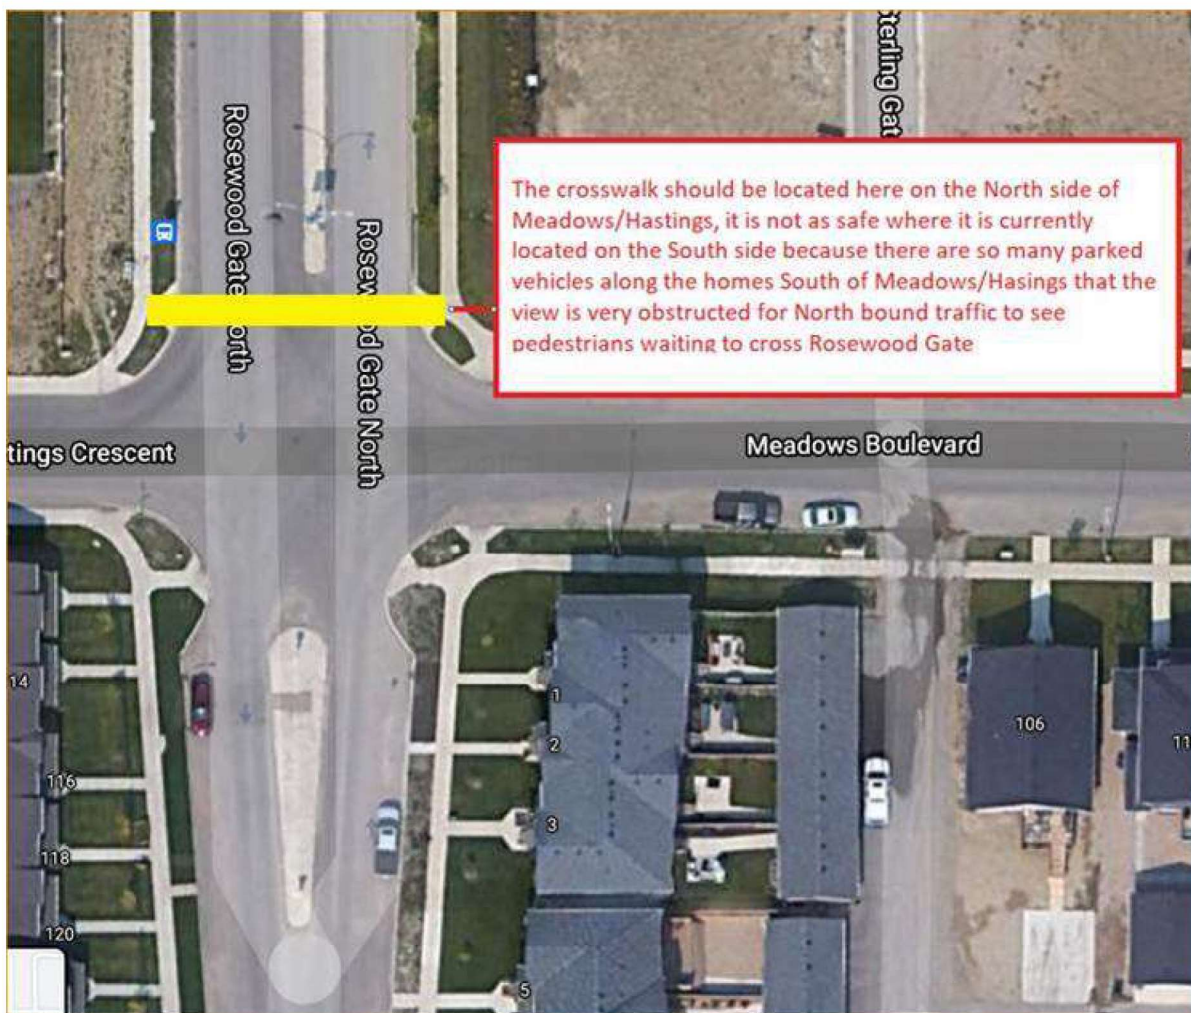 Sterling Gat
Rosewood Gate North
Rosewood Gate North
The crosswalk should be located here on the North side of
Meadows/Hastings, it is not as safe where it is currently
located on the South side because there are so many parked
vehicles along the homes South of Meadows/Hasings that the
view is very obstructed for North bound traffic to see
pedestrians waiting to cross Rosewood Gate
tings Crescent
Meadows Boulevard
14
1
106
2
11
116
3
118
120
5